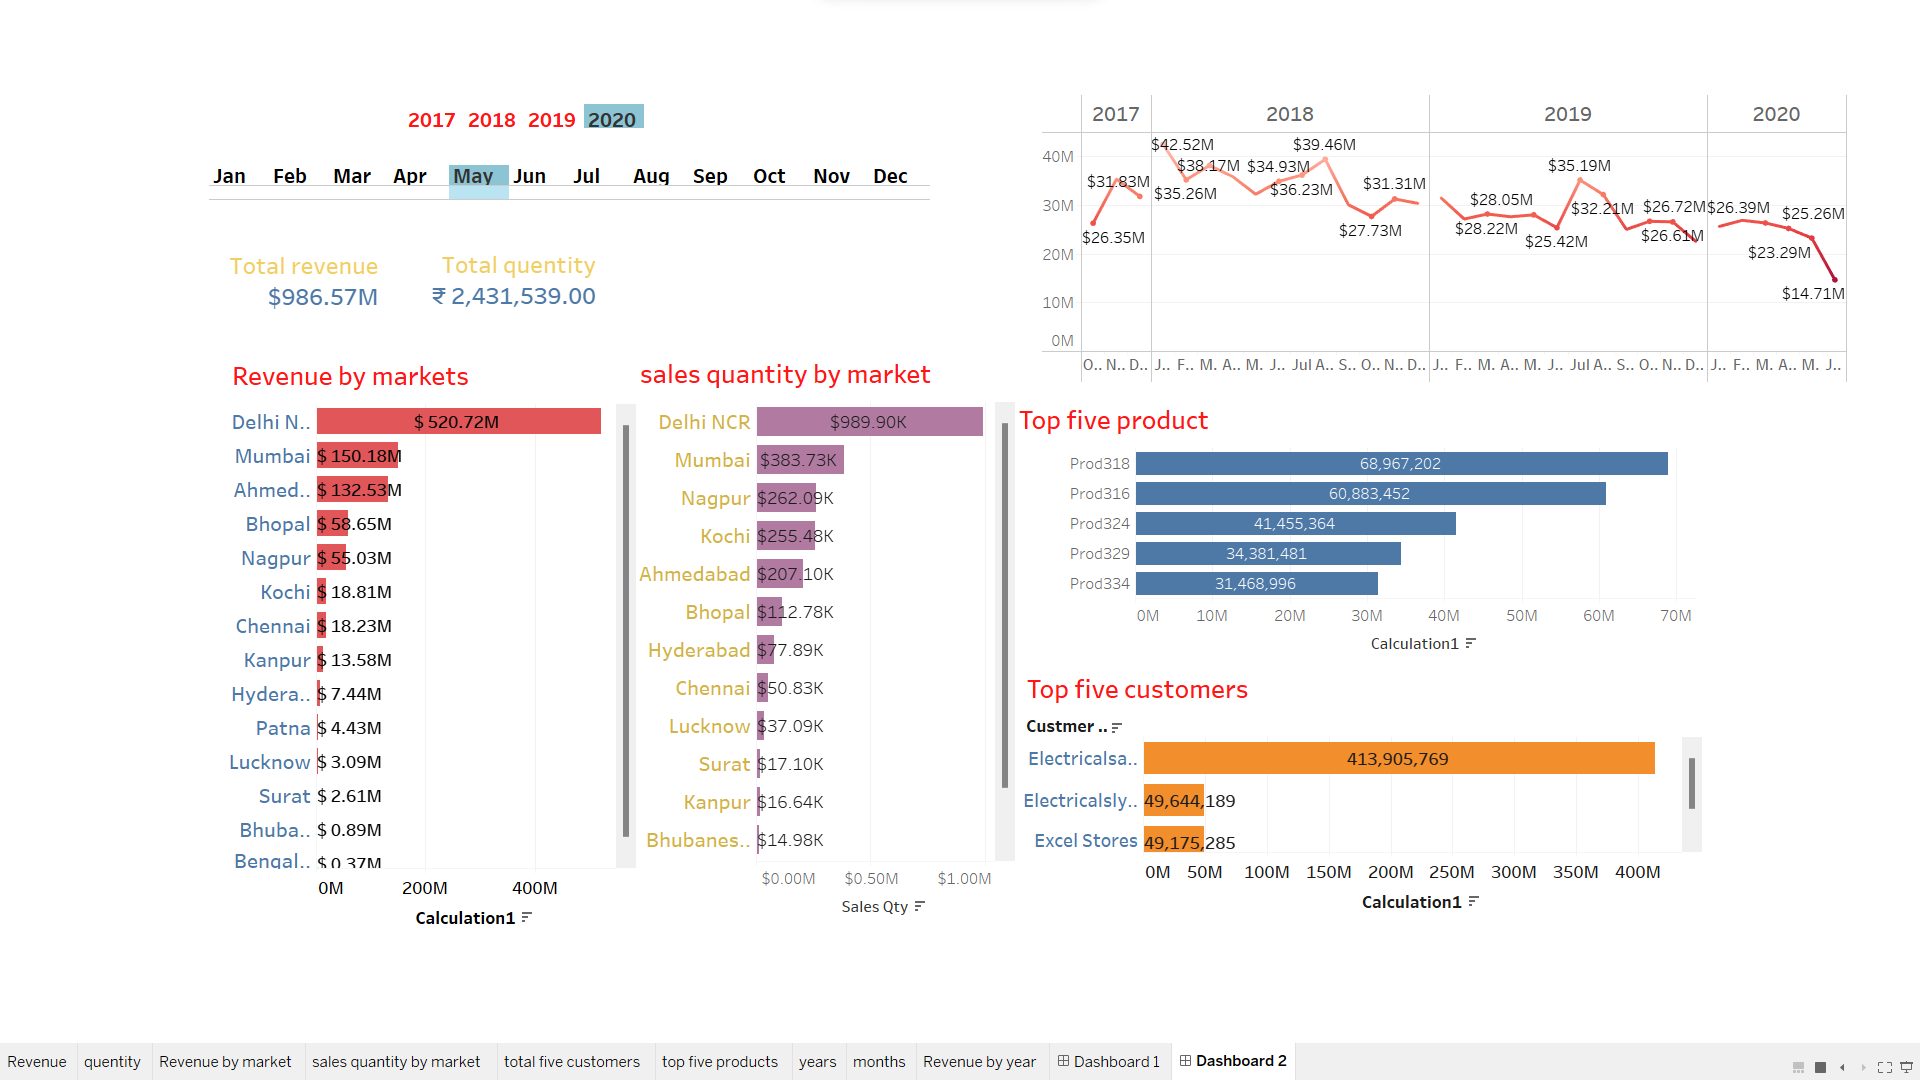 2017 2018 2019 2020
Jan Feb Mar Apr May Jun Jul Aug Sep Oct Nov Dec
Total revenue
$986.57M
Total quentity
₹ 2,431,539.00
2017 2018 2019 2020
40M
30M
20M
10M
0M
$31.83M
$26.35M
$42.52M
$38.17M
$35.26M
$34.93M
$36.23M
$39.46M
$31.31M
$27.73M
$28.05M
$28.22M
$25.42M
$35.19M
$32.21M
$26.72M
$26.61M
$26.39M
$25.26M
$23.29M
$14.71M
O.. N.. D.. J.. F.. M. A.. M. J.. Jul A.. S.. O.. N.. D.. J.. F.. M. A.. M. J.. Jul A.. S.. O.. N.. D.. J.. F.. M. A.. M. J..
Revenue by markets
Delhi N.. $ 520.72M
Mumbai $ 150.18M
Ahmed.. $ 132.53M
Bhopal $ 58.65M
Nagpur $ 55.03M
Kochi $ 18.81M
Chennai $ 18.23M
Kanpur $ 13.58M
Hydera.. $ 7.44M
Patna $ 4.43M
Lucknow $ 3.09M
Surat $ 2.61M
Bhuba.. $ 0.89M
Bengal.. $ 0.37M
0M 200M 400M
Calculation1
sales quantity by market
Delhi NCR $989.90K
Mumbai $383.73K
Nagpur $262.09K
Kochi $255.48K
Ahmedabad $207.10K
Bhopal $112.78K
Hyderabad $77.89K
Chennai $50.83K
Lucknow $37.09K
Surat $17.10K
Kanpur $16.64K
Bhubanes.. $14.98K
$0.00M $0.50M $1.00M
Sales Qty
Top five product
Prod318 68,967,202
Prod316 60,883,452
Prod324 41,455,364
Prod329 34,381,481
Prod334 31,468,996
0M 10M 20M 30M 40M 50M 60M 70M
Calculation1
Top five customers
Custmer ..
Electricalsa.. 413,905,769
Electricalsly.. 49,644,189
Excel Stores 49,175,285
0M 50M 100M 150M 200M 250M 300M 350M 400M
Calculation1
Revenue quentity Revenue by market sales quantity by market total five customers top five products years months Revenue by year Dashboard 1 Dashboard 2